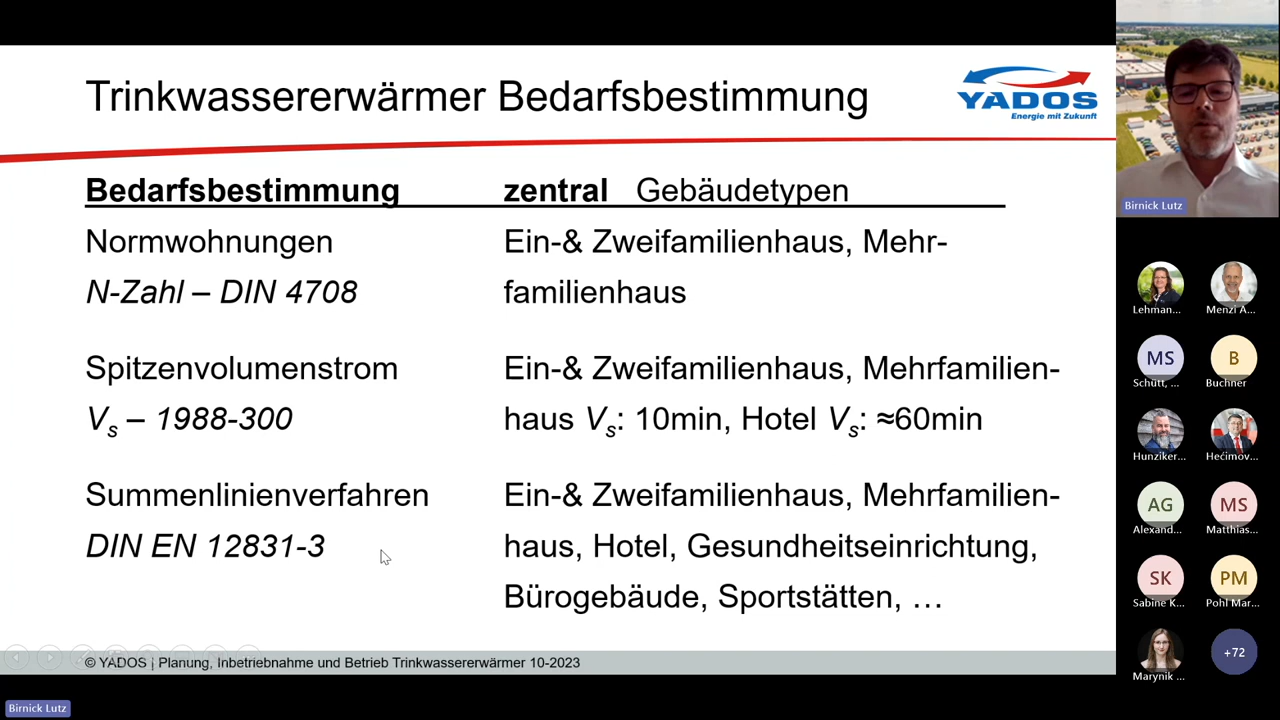 Trinkwassererwärmer Bedarfsbestimmung
YADOS
Energie mit Zukunft
Bedarfsbestimmung zentral Gebäudetypen
Normwohnungen Ein-& Zweifamilienhaus, Mehr-
N-Zahl – DIN 4708 familienhaus
Spitzenvolumenstrom Ein-& Zweifamilienhaus, Mehrfamilien-
Vs – 1988-300 haus Vs: 10min, Hotel Vs: ≈60min
Summenlinienverfahren Ein-& Zweifamilienhaus, Mehrfamilien-
DIN EN 12831-3 haus, Hotel, Gesundheitseinrichtung,
Bürogebäude, Sportstätten, …
© YADOS | Planung, Inbetriebnahme und Betrieb Trinkwassererwärmer 10-2023
Birnick Lutz
Birnick Lutz
Lehman... Menzi A...
MS B
Schütt, ... Buchner
Hunziker... Hećimov...
AG MS
Alexand... Matthias...
SK PM
Sabine K... Pohl Mar...
Marynik ... +72